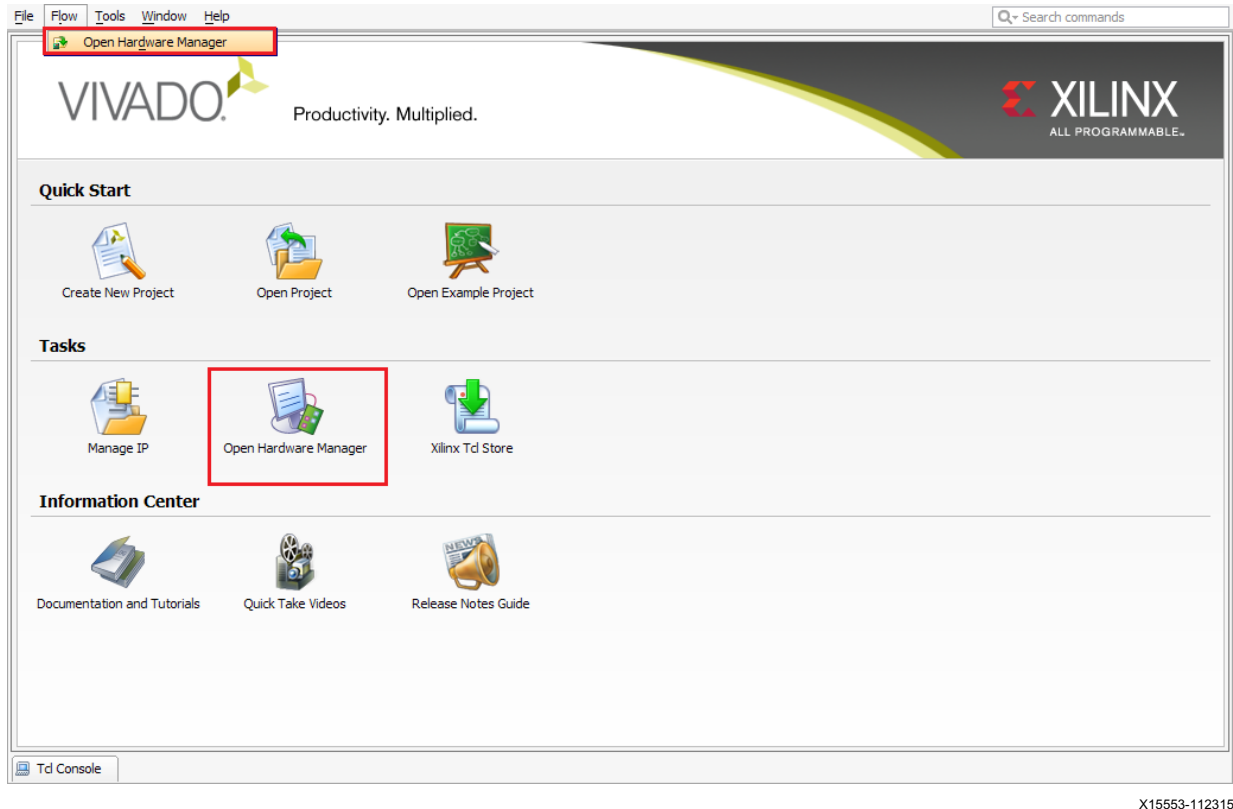 File Flow Tools Window Help Search commands
Open Hardware Manager
VIVADO. Productivity. Multiplied. XILINX
ALL PROGRAMMABLE™
Quick Start
Create New Project Open Project Open Example Project
Tasks
Manage IP Open Hardware Manager Xilinx Tcl Store
Information Center
NEWS
Documentation and Tutorials Quick Take Videos Release Notes Guide
Tcl Console
X15553-112315